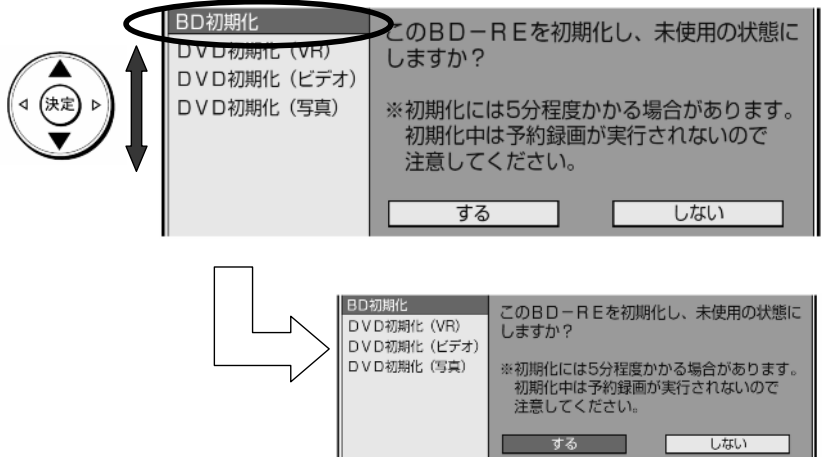 決定
BD初期化
DVD初期化（VR）
DVD初期化（ビデオ）
DVD初期化（写真）
このBD－REを初期化し、未使用の状態に
しますか？
※初期化には5分程度かかる場合があります。
初期化中は予約録画が実行されないので
注意してください。
する
しない
BD初期化
DVD初期化（VR）
DVD初期化（ビデオ）
DVD初期化（写真）
このBD－REを初期化し、未使用の状態に
しますか？
※初期化には5分程度かかる場合があります。
初期化中は予約録画が実行されないので
注意してください。
する
しない